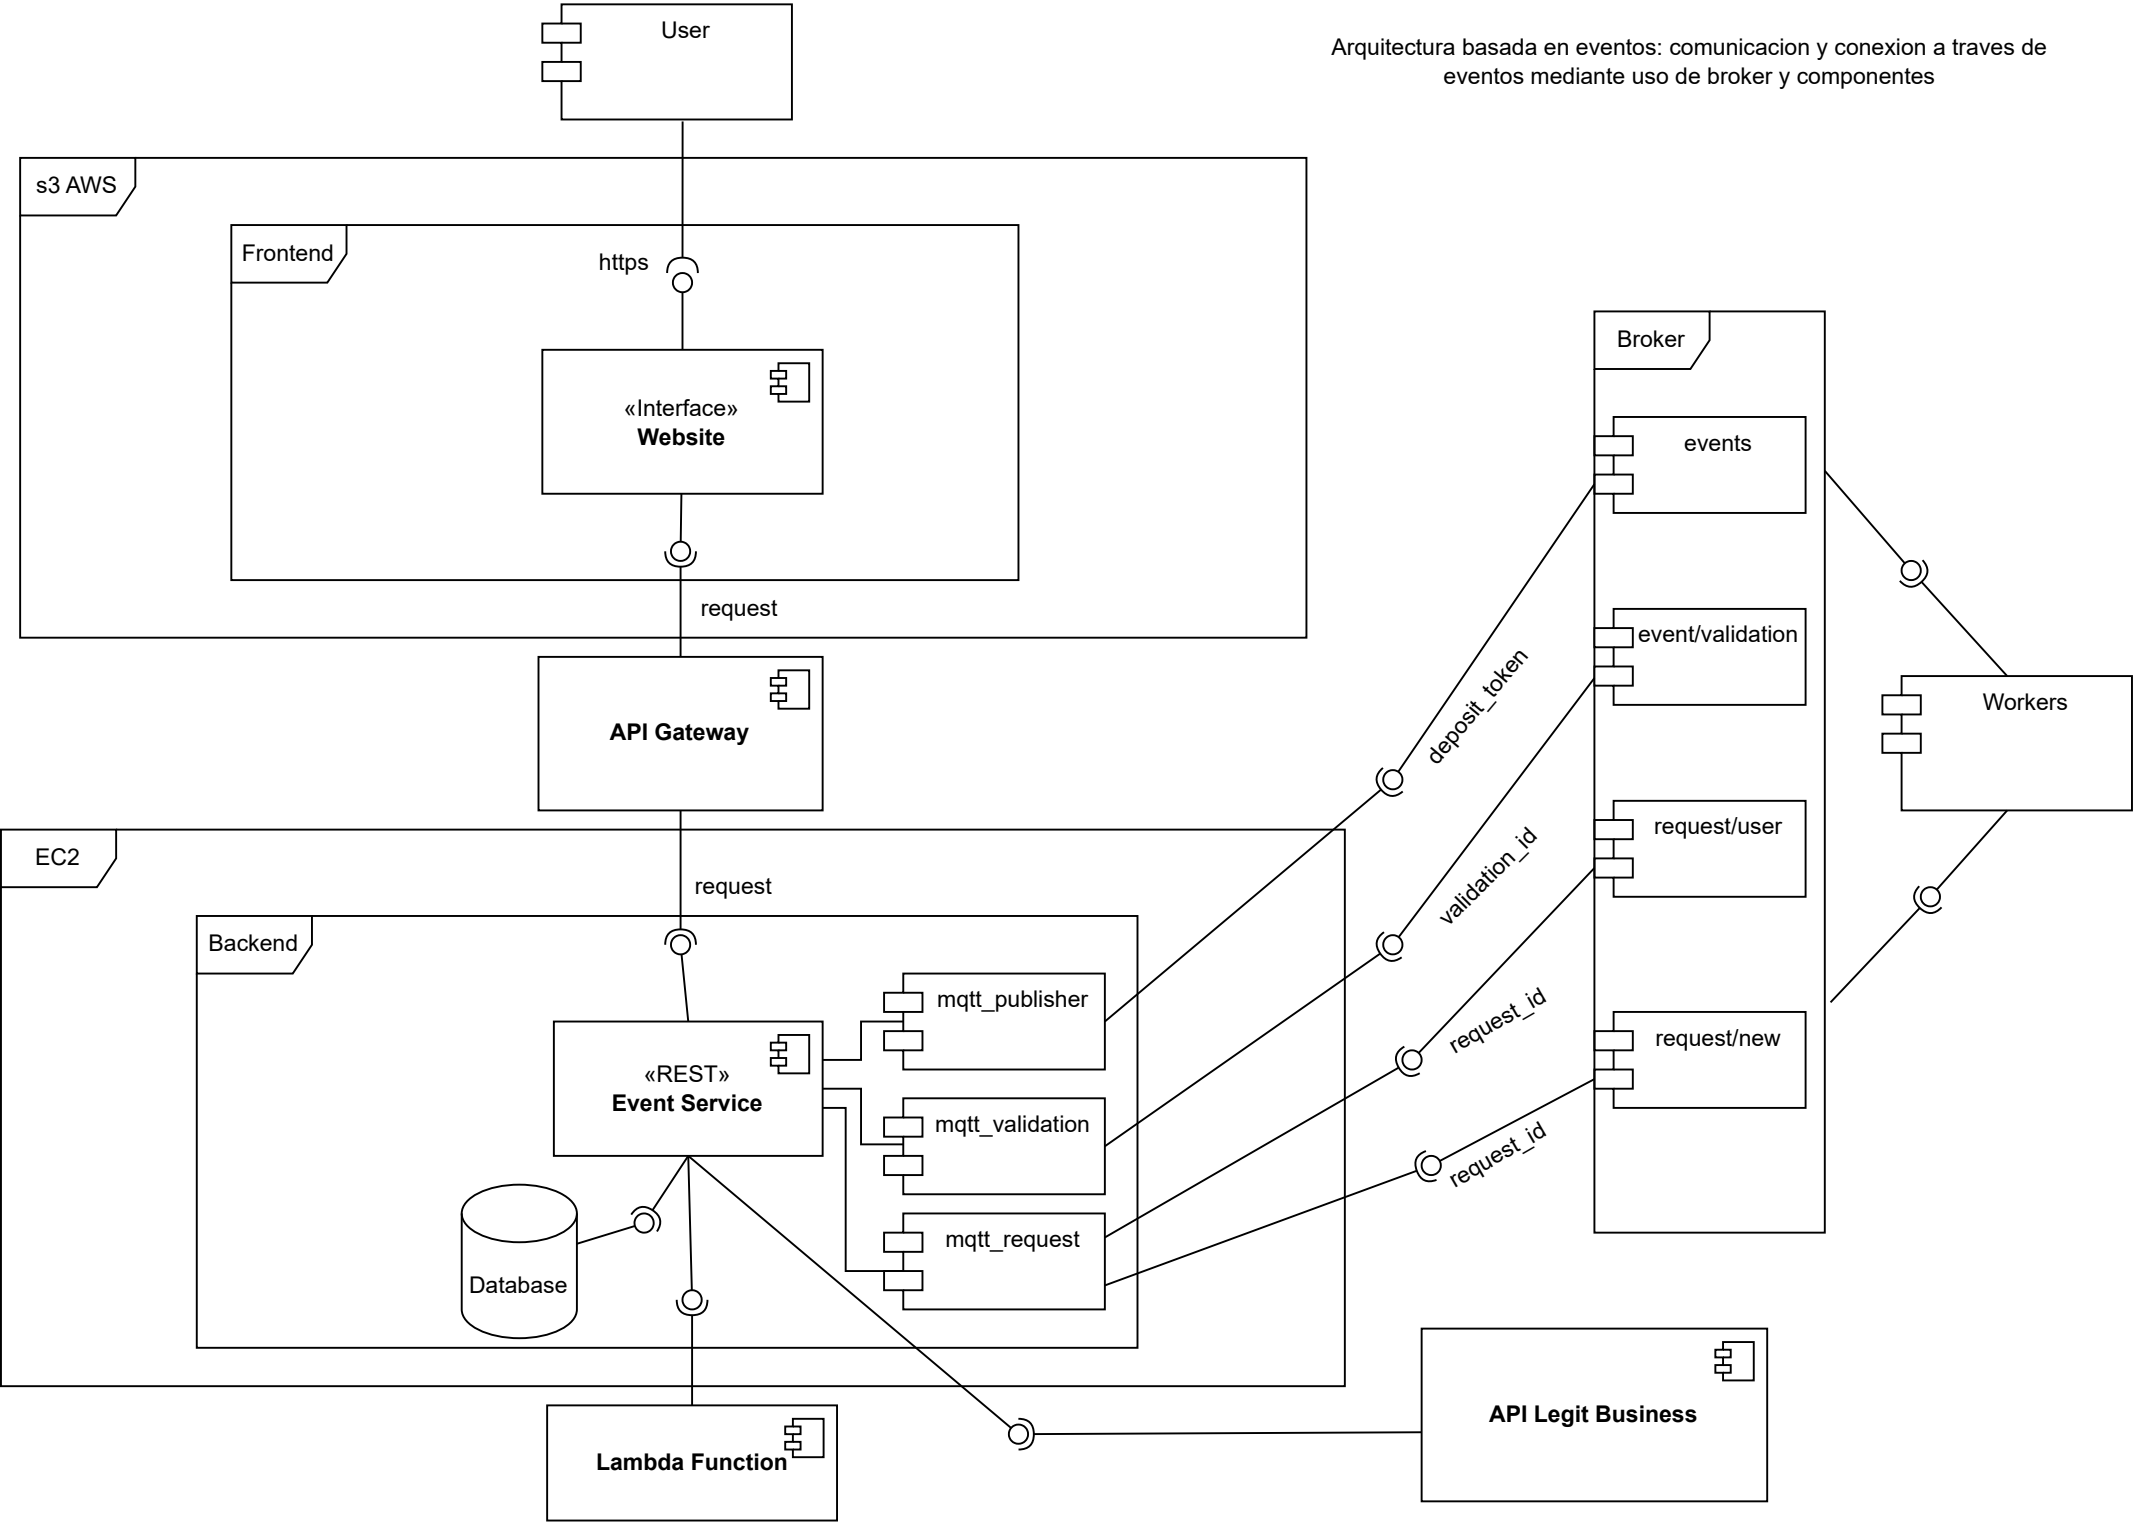 User
Arquitectura basada en eventos: comunicacion y conexion a traves de
eventos mediante uso de broker y componentes
s3 AWS
Frontend
https
«Interface»
Website
request
API Gateway
Broker
events
event/validation
request/user
request/new
Workers
deposit_token
validation_id
request_id
request_id
EC2
request
Backend
«REST»
Event Service
mqtt_publisher
mqtt_validation
mqtt_request
Database
Lambda Function
API Legit Business